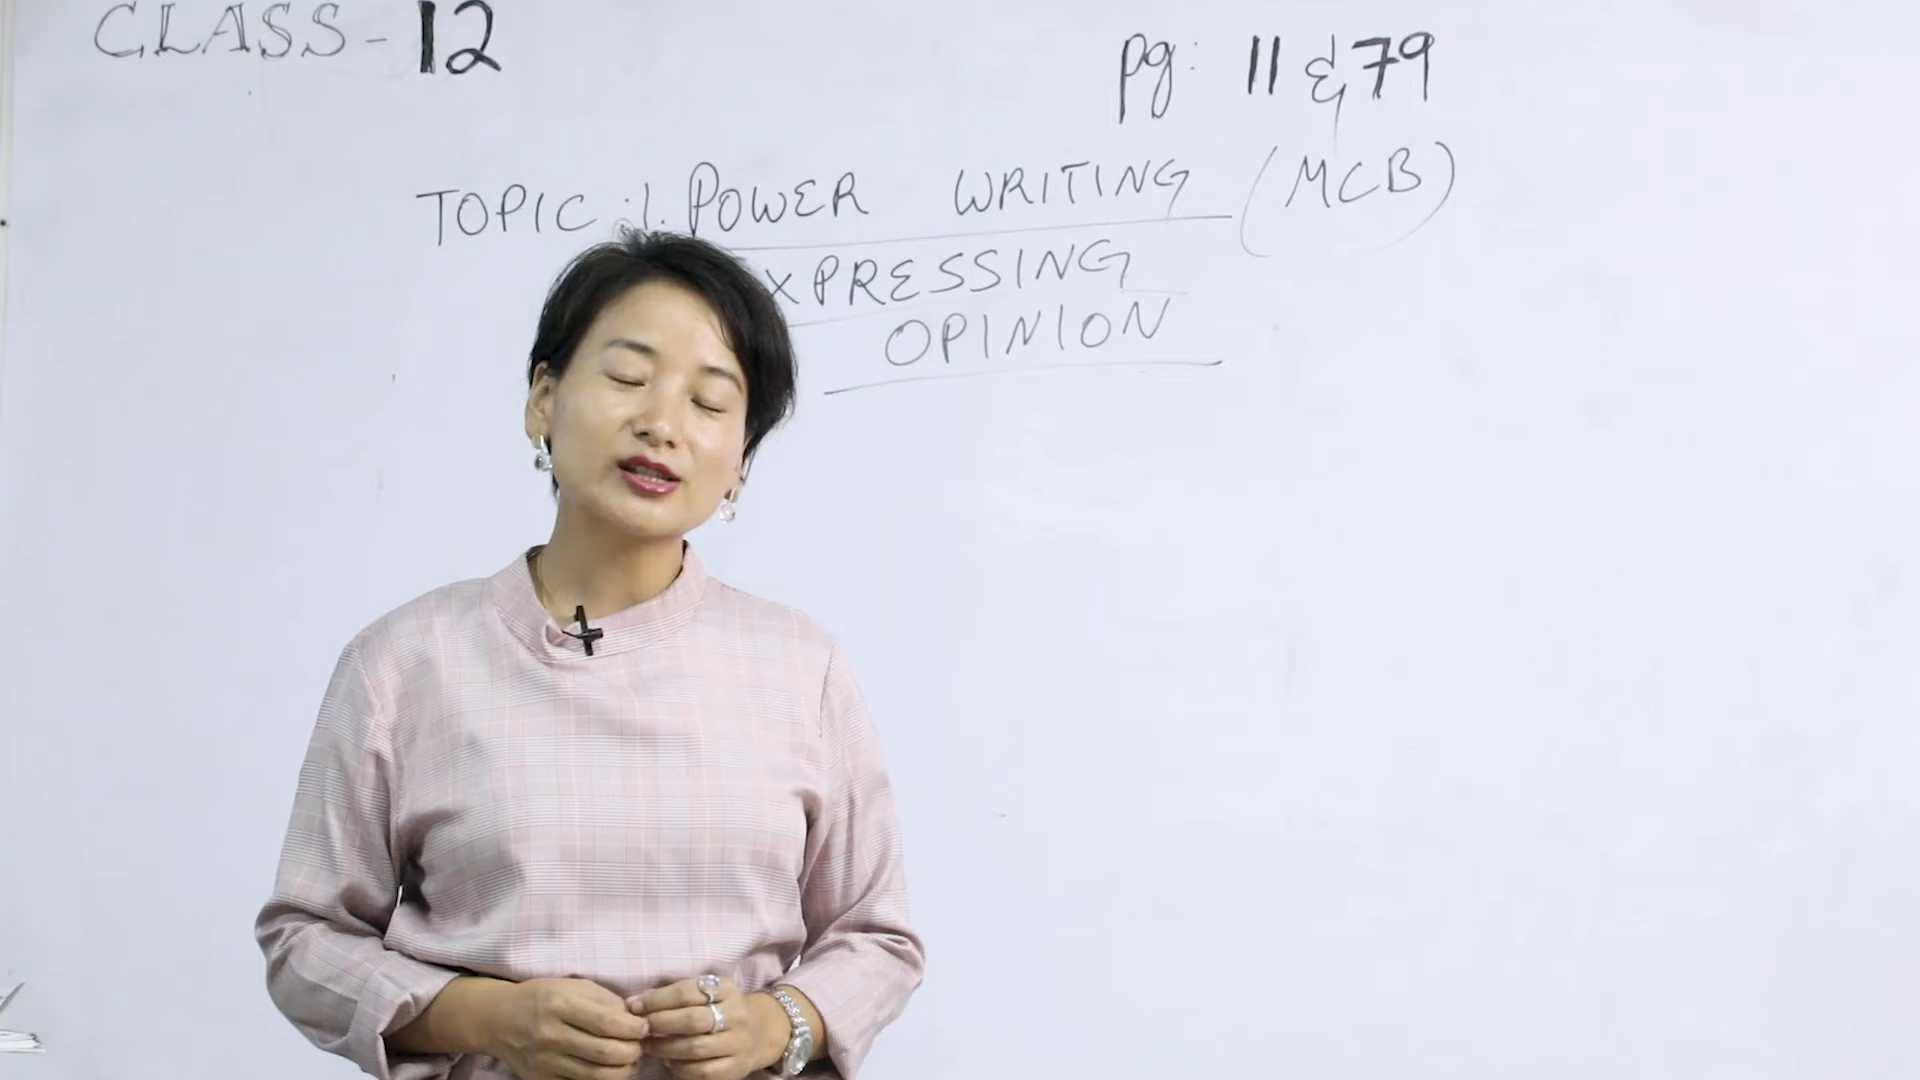 CLASS - 12
pg: 11 & 79
TOPIC : 1. POWER WRITING (MCB)
XPRESSING
OPINION